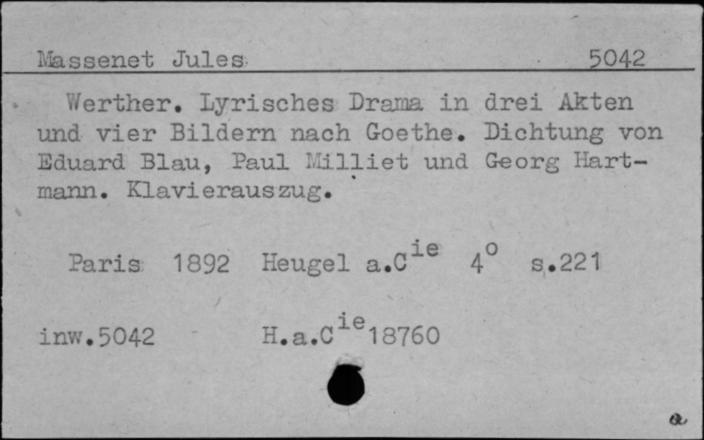 Massenet Jules 5042
Werther. Lyrisches Drama in drei Akten
und vier Bildern nach Goethe. Dichtung von
Eduard Blau, Paul Milliet und Georg Hart-
mann. Klavierauszug.
Paris 1892 Heugel a.Cie 4o s.221
inw.5042 H.a.Cie18760
a